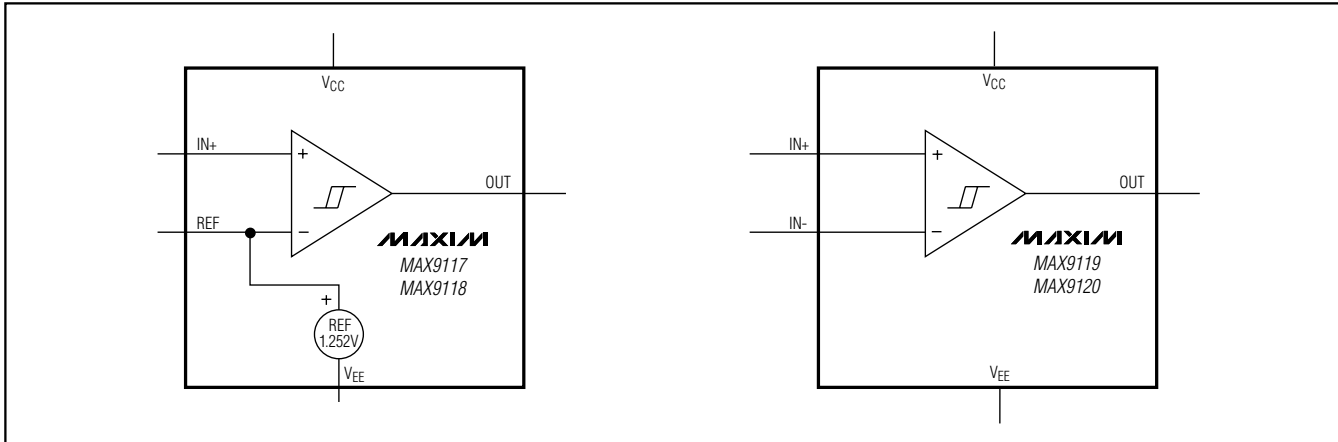 VCC
IN+
+
OUT
REF
−
MAXIM
MAX9117
MAX9118
+
REF
1.252V
VEE
VCC
IN+
+
OUT
IN-
−
MAXIM
MAX9119
MAX9120
VEE